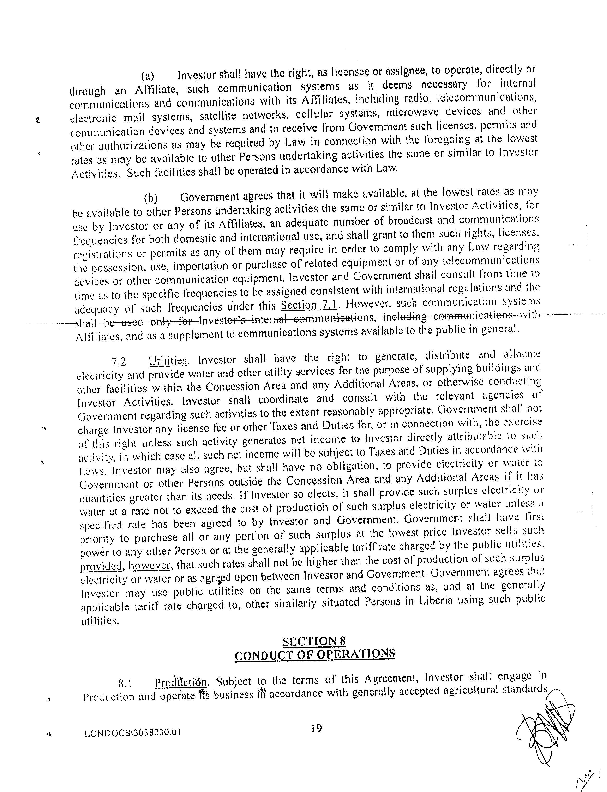 (a) Investor shall have the right, as licensee or assignee, to operate, directly or
through an Affiliate, such communication systems as it deems necessary for internal
communications and communications with its Affiliates, including radio, telecommunications,
electronic mail systems, satellite networks, cellular systems, microwave devices and other
communication devices and systems and to receive from Government such licenses, permits and
other authorizations as may be required by Law in connection with the foregoing at the lowest
rates as may be available to other Persons undertaking activities the same or similar to Investor
Activities. Such facilities shall be operated in accordance with Law.
(b) Government agrees that it will make available, at the lowest rates as may
be available to other Persons undertaking activities the same or similar to Investor Activities, for
use by Investor or any of its Affiliates, an adequate number of broadcast and communications
frequencies for both domestic and international use, and shall grant to them such rights, licenses,
registrations or permits as any of them may require in order to comply with any Law regarding
the possession, use, importation or purchase of related equipment or of any telecommunications
devices or other communication equipment. Investor and Government shall consult from time to
time as to the specific frequencies to be assigned consistent with international regulations and the
adequacy of such frequencies under this Section 7.1. However, such communication systems
shall be used only for Investor's internal communications, including communications with
Affiliates, and as a supplement to communications systems available to the public in general.
7.2 Utilities. Investor shall have the right to generate, distribute and allocate
electricity and provide water and other utility services for the purpose of supplying buildings and
other facilities within the Concession Area and any Additional Areas, or otherwise conducting
Investor Activities. Investor shall coordinate and consult with the relevant agencies of
Government regarding such activities to the extent reasonably appropriate. Government shall not
charge Investor any license fee or other Taxes and Duties for, or in connection with, the exercise
of this right unless such activity generates net income to Investor directly attributable to such
activity, in which case all such net income will be subject to Taxes and Duties in accordance with
Laws. Investor may also agree, but shall have no obligation, to provide electricity or water to
Government or other Persons outside the Concession Area and any Additional Areas if it has
quantities greater than its needs. If Investor so elects, it shall provide such surplus electricity or
water at a rate not to exceed the cost of production of such surplus electricity or water unless a
specified rate has been agreed to by Investor and Government. Government shall have first
priority to purchase all or any portion of such surplus at the lowest price Investor sells such
power to any other Person or at the generally applicable tariff rate charged by the public utilities,
provided, however, that such rates shall not be higher than the cost of production of such surplus
electricity or water or as agreed upon between Investor and Government. Government agrees that
Investor may use public utilities on the same terms and conditions as, and at the generally
applicable tariff rate charged to, other similarly situated Persons in Liberia using such public
utilities.
SECTION 8
CONDUCT OF OPERATIONS
8.1 Production. Subject to the terms of this Agreement, Investor shall engage in
Production and operate its business in accordance with generally accepted agricultural standards
19